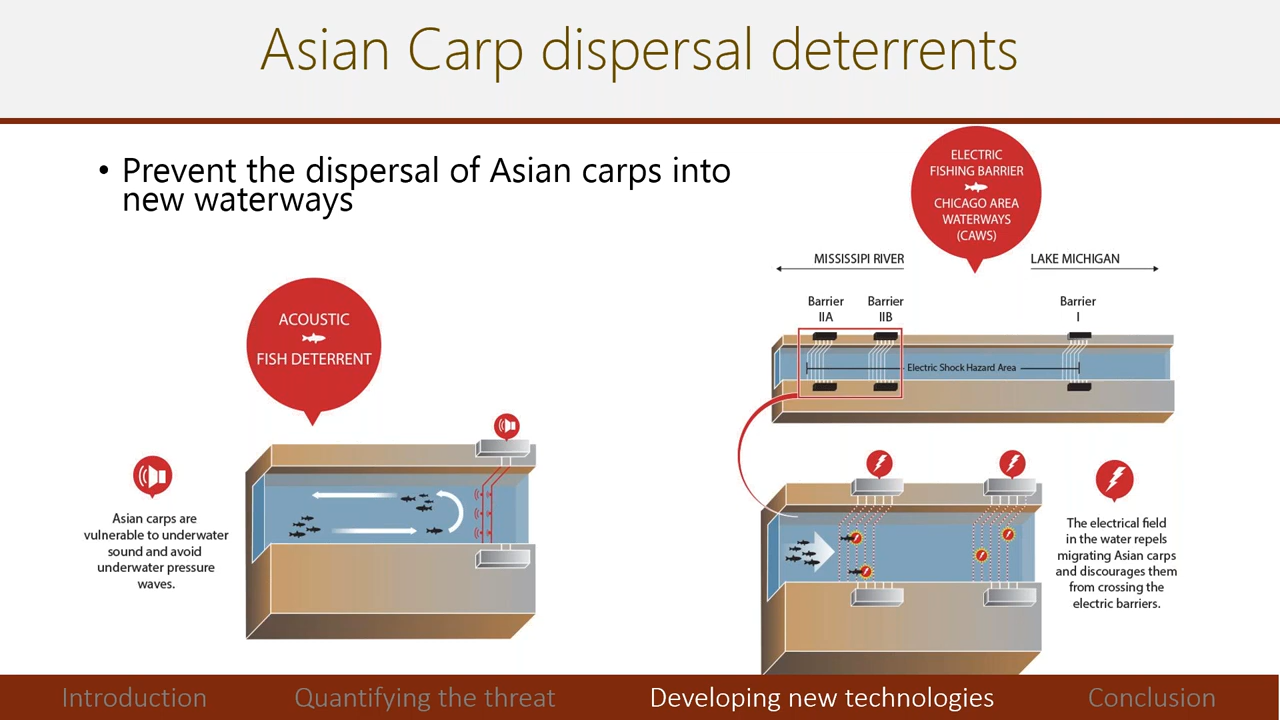 Asian Carp dispersal deterrents
• Prevent the dispersal of Asian carps into
new waterways
ACOUSTIC
FISH DETERRENT
Asian carps are
vulnerable to underwater
sound and avoid
underwater pressure
waves.
ELECTRIC
FISHING BARRIER
CHICAGO AREA
WATERWAYS
(CAWS)
MISSISSIPI RIVER
LAKE MICHIGAN
Barrier
IIA
Barrier
IIB
Barrier
I
Electric Shock Hazard Area
The electrical field
in the water repels
migrating Asian carps
and discourages them
from crossing the
electric barriers.
Introduction
Quantifying the threat
Developing new technologies
Conclusion